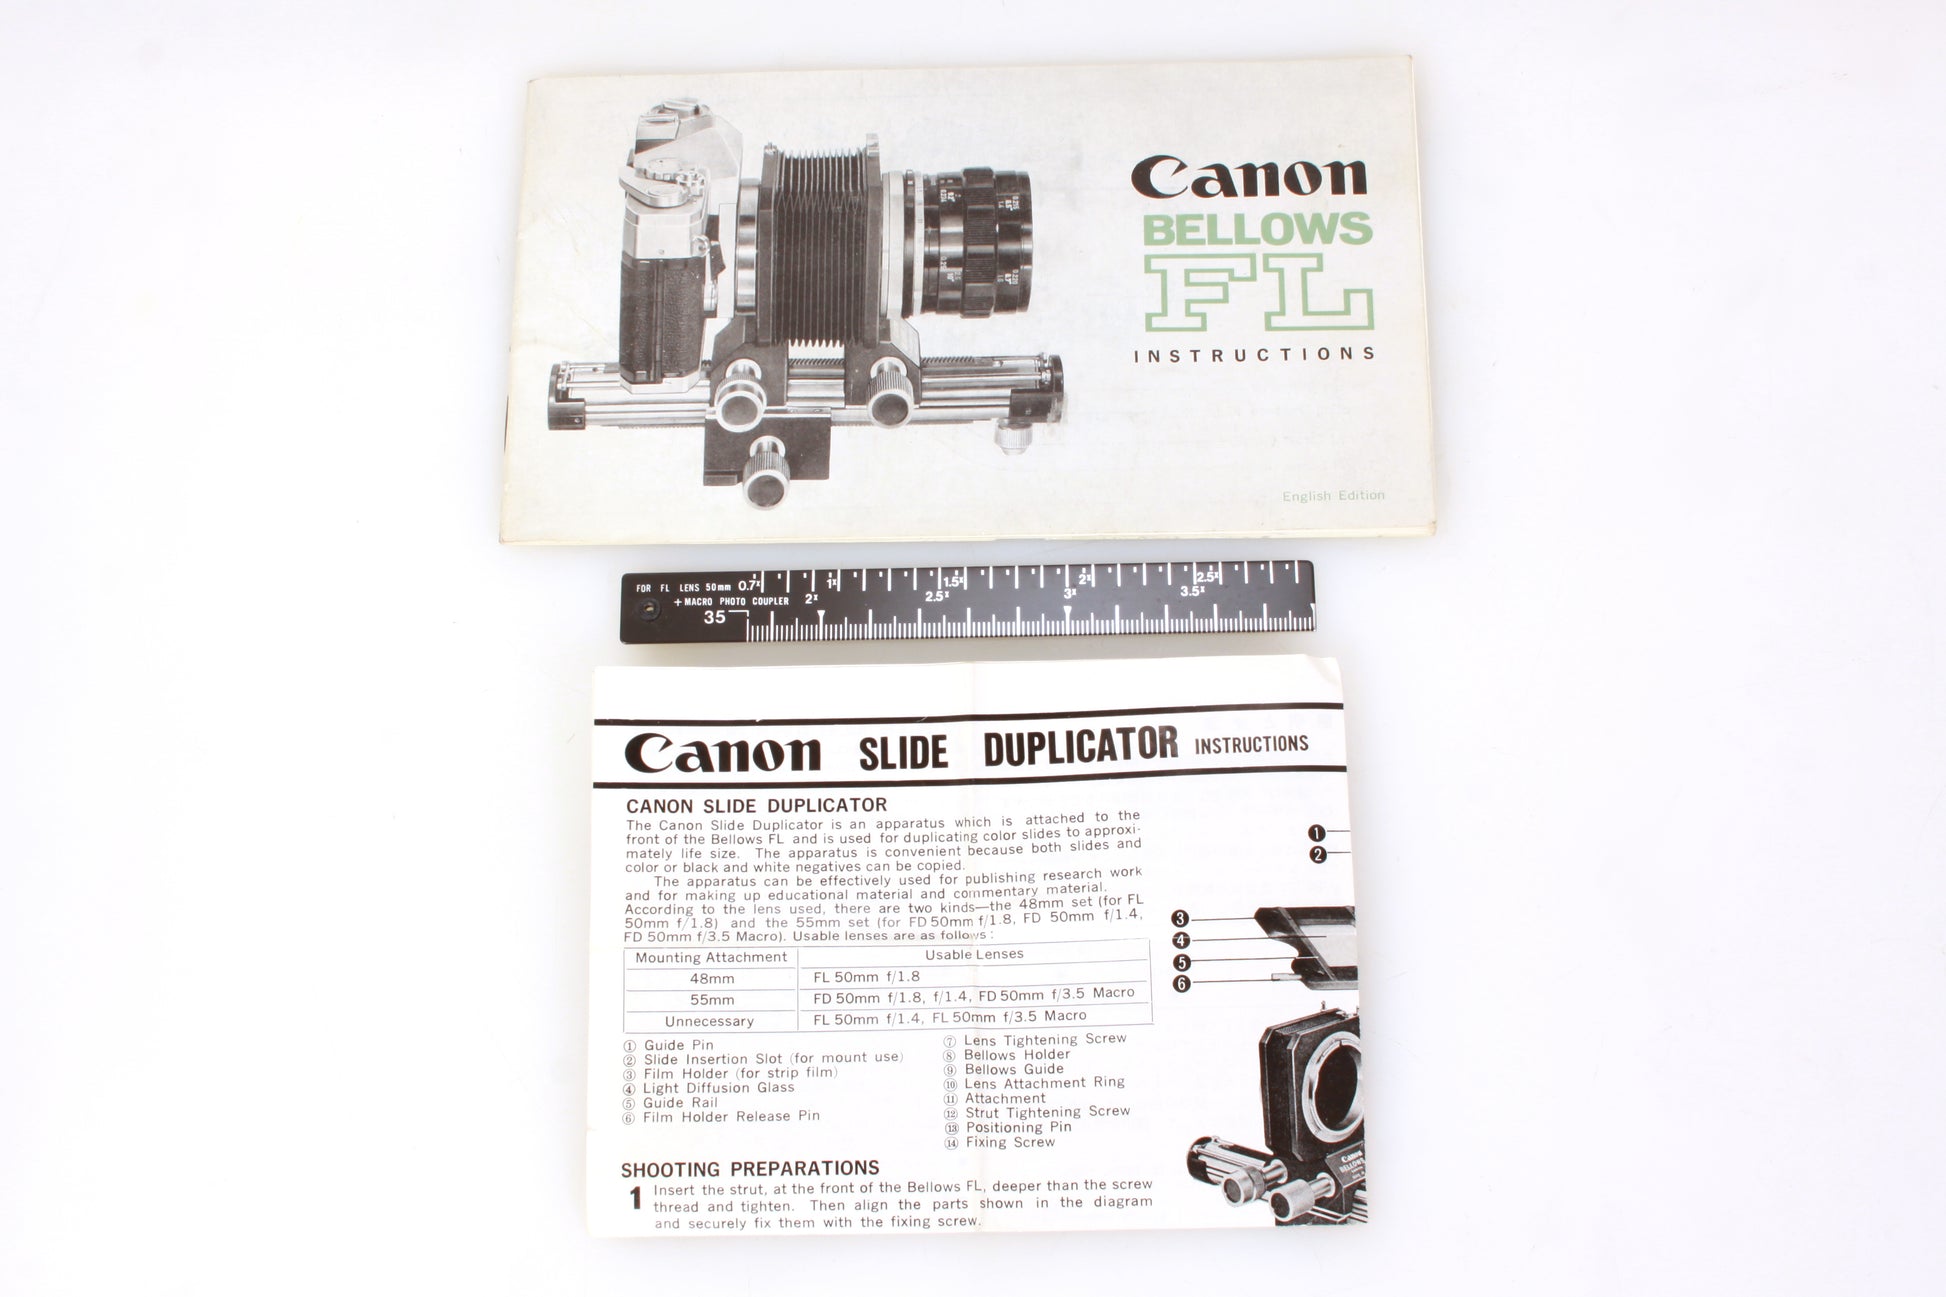 Canon
BELLOWS
FL
INSTRUCTIONS
English Edition
FOR FL LENS 50mm 0.7x 1x 1.5x 2x 2.5x
+MACRO PHOTO COUPLER 2x 2.5x 3x 3.5x
35
Canon SLIDE DUPLICATOR INSTRUCTIONS
CANON SLIDE DUPLICATOR
The Canon Slide Duplicator is an apparatus which is attached to the
front of the Bellows FL and is used for duplicating color slides to approxi-
mately life size. The apparatus is convenient because both slides and
color or black and white negatives can be copied.
The apparatus can be effectively used for publishing research work
and for making up educational material and commentary material.
According to the lens used, there are two kinds—the 48mm set (for FL
50mm f/1.8) and the 55mm set (for FD 50mm f/1.8, FD 50mm f/1.4,
FD 50mm f/3.5 Macro). Usable lenses are as follows:
Mounting Attachment Usable Lenses
48mm FL 50mm f/1.8
55mm FD 50mm f/1.8, f/1.4, FD 50mm f/3.5 Macro
Unnecessary FL 50mm f/1.4, FL 50mm f/3.5 Macro
① Guide Pin
② Slide Insertion Slot (for mount use)
③ Film Holder (for strip film)
④ Light Diffusion Glass
⑤ Guide Rail
⑥ Film Holder Release Pin
⑦ Lens Tightening Screw
⑧ Bellows Holder
⑨ Bellows Guide
⑩ Lens Attachment Ring
⑪ Attachment
⑫ Strut Tightening Screw
⑬ Positioning Pin
⑭ Fixing Screw
❶
❷
❸
❹
❺
❻
Canon
BELLOWS
SHOOTING PREPARATIONS
1 Insert the strut, at the front of the Bellows FL, deeper than the screw
thread and tighten. Then align the parts shown in the diagram
and securely fix them with the fixing screw.